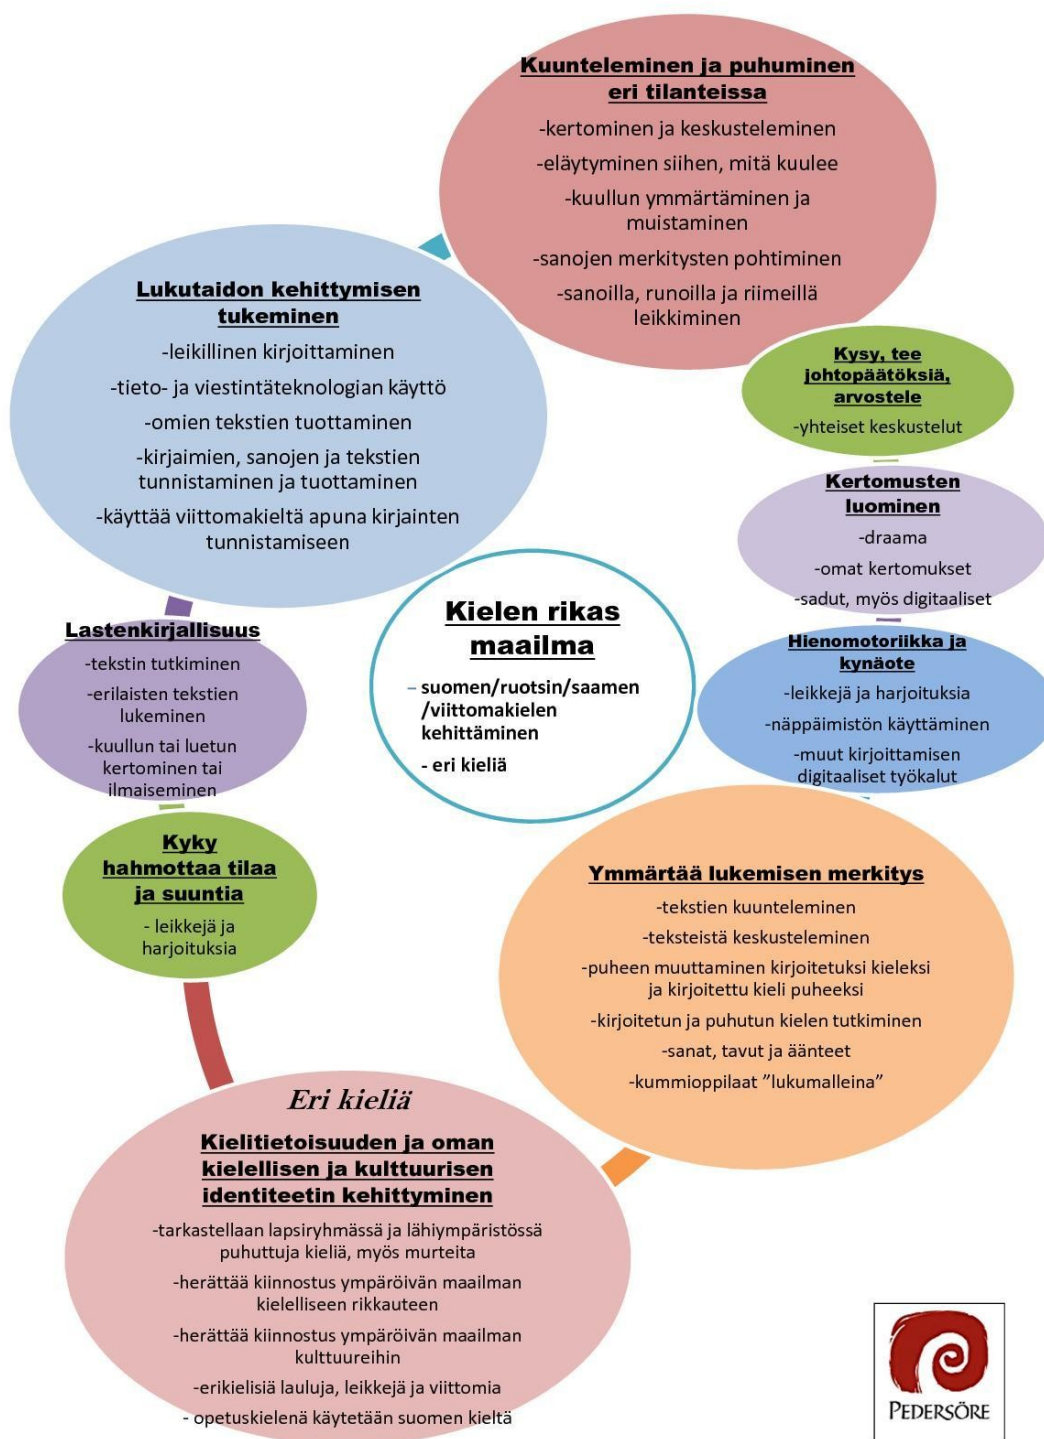 Kuunteleminen ja puhuminen
eri tilanteissa
-kertominen ja keskusteleminen
-eläytyminen siihen, mitä kuulee
-kuullun ymmärtäminen ja
muistaminen
-sanojen merkitysten pohtiminen
-sanoilla, runoilla ja riimeillä
leikkiminen
Kysy, tee
johtopäätöksiä,
arvostele
-yhteiset keskustelut
Kertomusten
luominen
-draama
-omat kertomukset
-sadut, myös digitaaliset
Hienomotoriikka ja
kynäote
-leikkejä ja harjoituksia
-näppäimistön käyttäminen
-muut kirjoittamisen
digitaaliset työkalut
Ymmärtää lukemisen merkitys
-tekstien kuunteleminen
-teksteistä keskusteleminen
-puheen muuttaminen kirjoitetuksi kieleksi
ja kirjoitettu kieli puheeksi
-kirjoitetun ja puhutun kielen tutkiminen
-sanat, tavut ja äänteet
-kummioppilaat ”lukumalleina”
Eri kieliä
Kielitietoisuuden ja oman
kielellisen ja kulttuurisen
identiteetin kehittyminen
-tarkastellaan lapsiryhmässä ja lähiympäristössä
puhuttuja kieliä, myös murteita
-herättää kiinnostus ympäröivän maailman
kielelliseen rikkauteen
-herättää kiinnostus ympäröivän maailman
kulttuureihin
-erikielisiä lauluja, leikkejä ja viittomia
- opetuskielenä käytetään suomen kieltä
Kyky
hahmottaa tilaa
ja suuntia
- leikkejä ja
harjoituksia
Lastenkirjallisuus
-tekstin tutkiminen
-erilaisten tekstien
lukeminen
-kuullun tai luetun
kertominen tai
ilmaiseminen
Lukutaidon kehittymisen
tukeminen
-leikillinen kirjoittaminen
-tieto- ja viestintäteknologian käyttö
-omien tekstien tuottaminen
-kirjaimien, sanojen ja tekstien
tunnistaminen ja tuottaminen
-käyttää viittomakieltä apuna kirjainten
tunnistamiseen
Kielen rikas
maailma
– suomen/ruotsin/saamen
/viittomakielen
kehittäminen
- eri kieliä
PEDERSÖRE